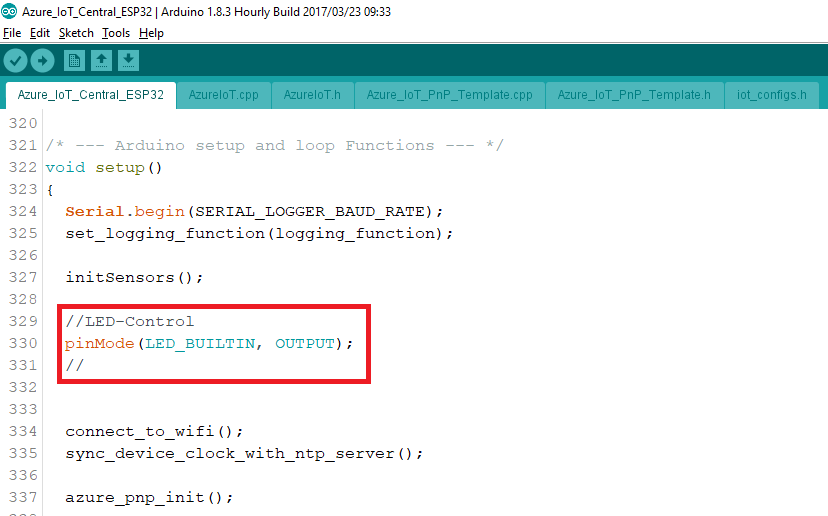 Azure_IoT_Central_ESP32 | Arduino 1.8.3 Hourly Build 2017/03/23 09:33
File Edit Sketch Tools Help
Azure_IoT_Central_ESP32 AzureIoT.cpp AzureIoT.h Azure_IoT_PnP_Template.cpp Azure_IoT_PnP_Template.h iot_configs.h
320
321 /* --- Arduino setup and loop Functions --- */
322 void setup()
323 {
324 Serial.begin(SERIAL_LOGGER_BAUD_RATE);
325 set_logging_function(logging_function);
326
327 initSensors();
328
329 //LED-Control
330 pinMode(LED_BUILTIN, OUTPUT);
331 //
332
333
334 connect_to_wifi();
335 sync_device_clock_with_ntp_server();
336
337 azure_pnp_init();